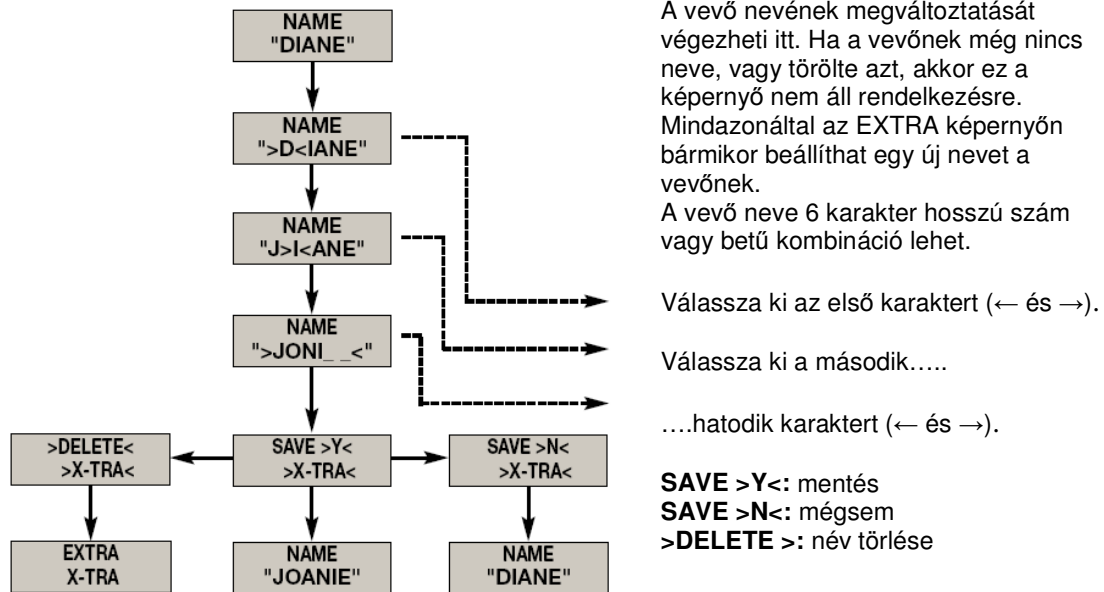 NAME
"DIANE"
NAME
">D<IANE"
NAME
"J>I<ANE"
NAME
">JONI_ _<"
>DELETE<
>X-TRA<
SAVE >Y<
>X-TRA<
SAVE >N<
>X-TRA<
EXTRA
X-TRA
NAME
"JOANIE"
NAME
"DIANE"
A vevő nevének megváltoztatását
végezheti itt. Ha a vevőnek még nincs
neve, vagy törölte azt, akkor ez a
képernyő nem áll rendelkezésre.
Mindazonáltal az EXTRA képernyőn
bármikor beállíthat egy új nevet a
vevőnek.
A vevő neve 6 karakter hosszú szám
vagy betű kombináció lehet.
Válassza ki az első karaktert (← és →).
Válassza ki a második…..
….hatodik karaktert (← és →).
SAVE >Y<: mentés
SAVE >N<: mégsem
>DELETE >: név törlése